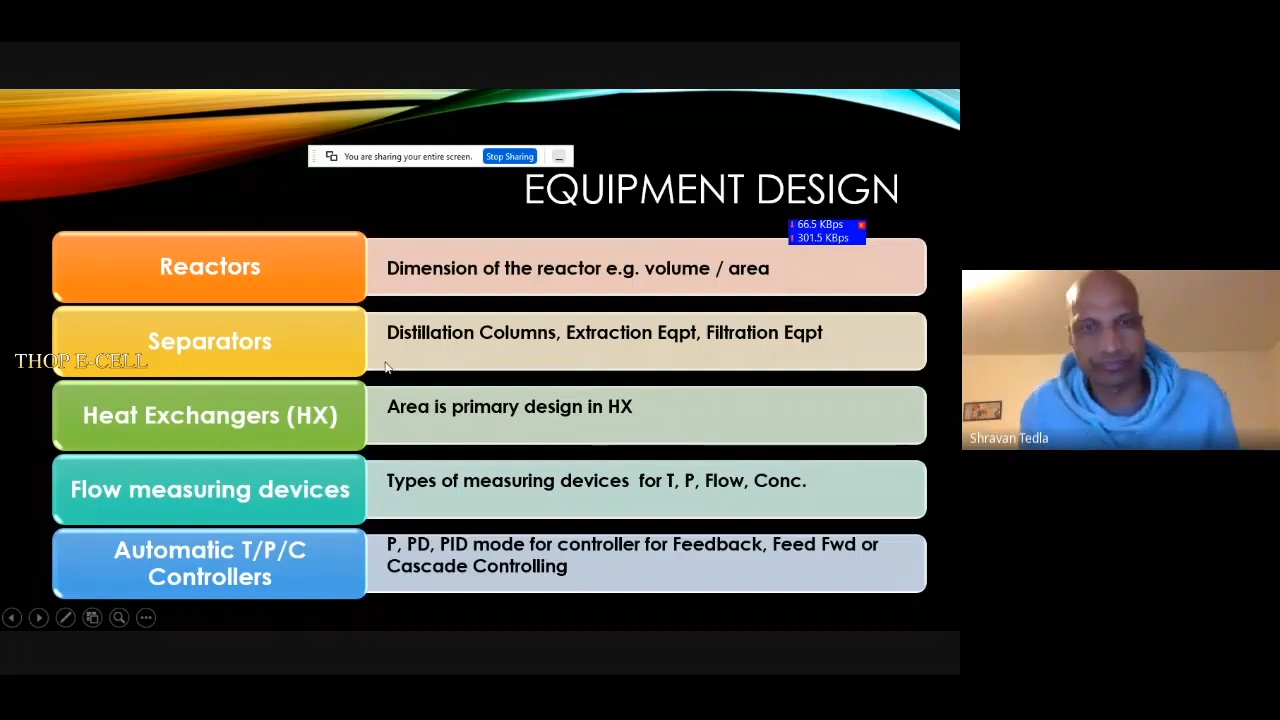 You are sharing your entire screen.
Stop Sharing
EQUIPMENT DESIGN
↓ 66.5 KBps x
↑ 301.5 KBps
Reactors
Dimension of the reactor e.g. volume / area
Separators
Distillation Columns, Extraction Eqpt, Filtration Eqpt
THOP E-CELL
Heat Exchangers (HX)
Area is primary design in HX
Flow measuring devices
Types of measuring devices for T, P, Flow, Conc.
Automatic T/P/C
Controllers
P, PD, PID mode for controller for Feedback, Feed Fwd or
Cascade Controlling
Shravan Tedla